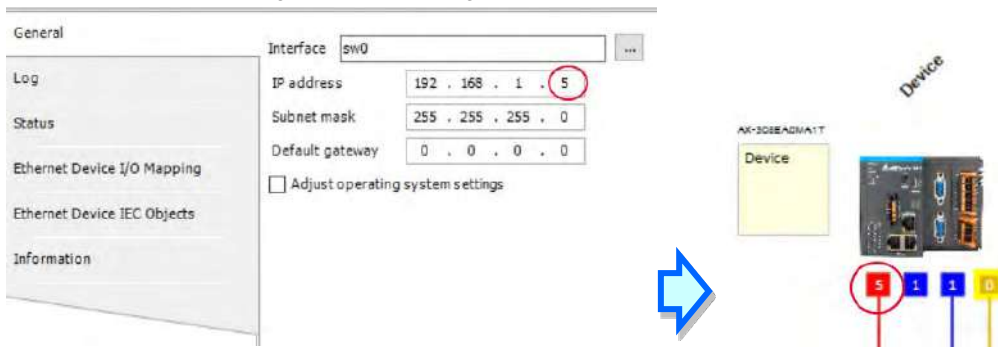 General
Log
Status
Ethernet Device I/O Mapping
Ethernet Device IEC Objects
Information
Interface sw0 ...
IP address 192 . 168 . 1 . 5
Subnet mask 255 . 255 . 255 . 0
Default gateway 0 . 0 . 0 . 0
Adjust operating system settings
Device
AX-308EA0MA1T
Device
5 1 1 0